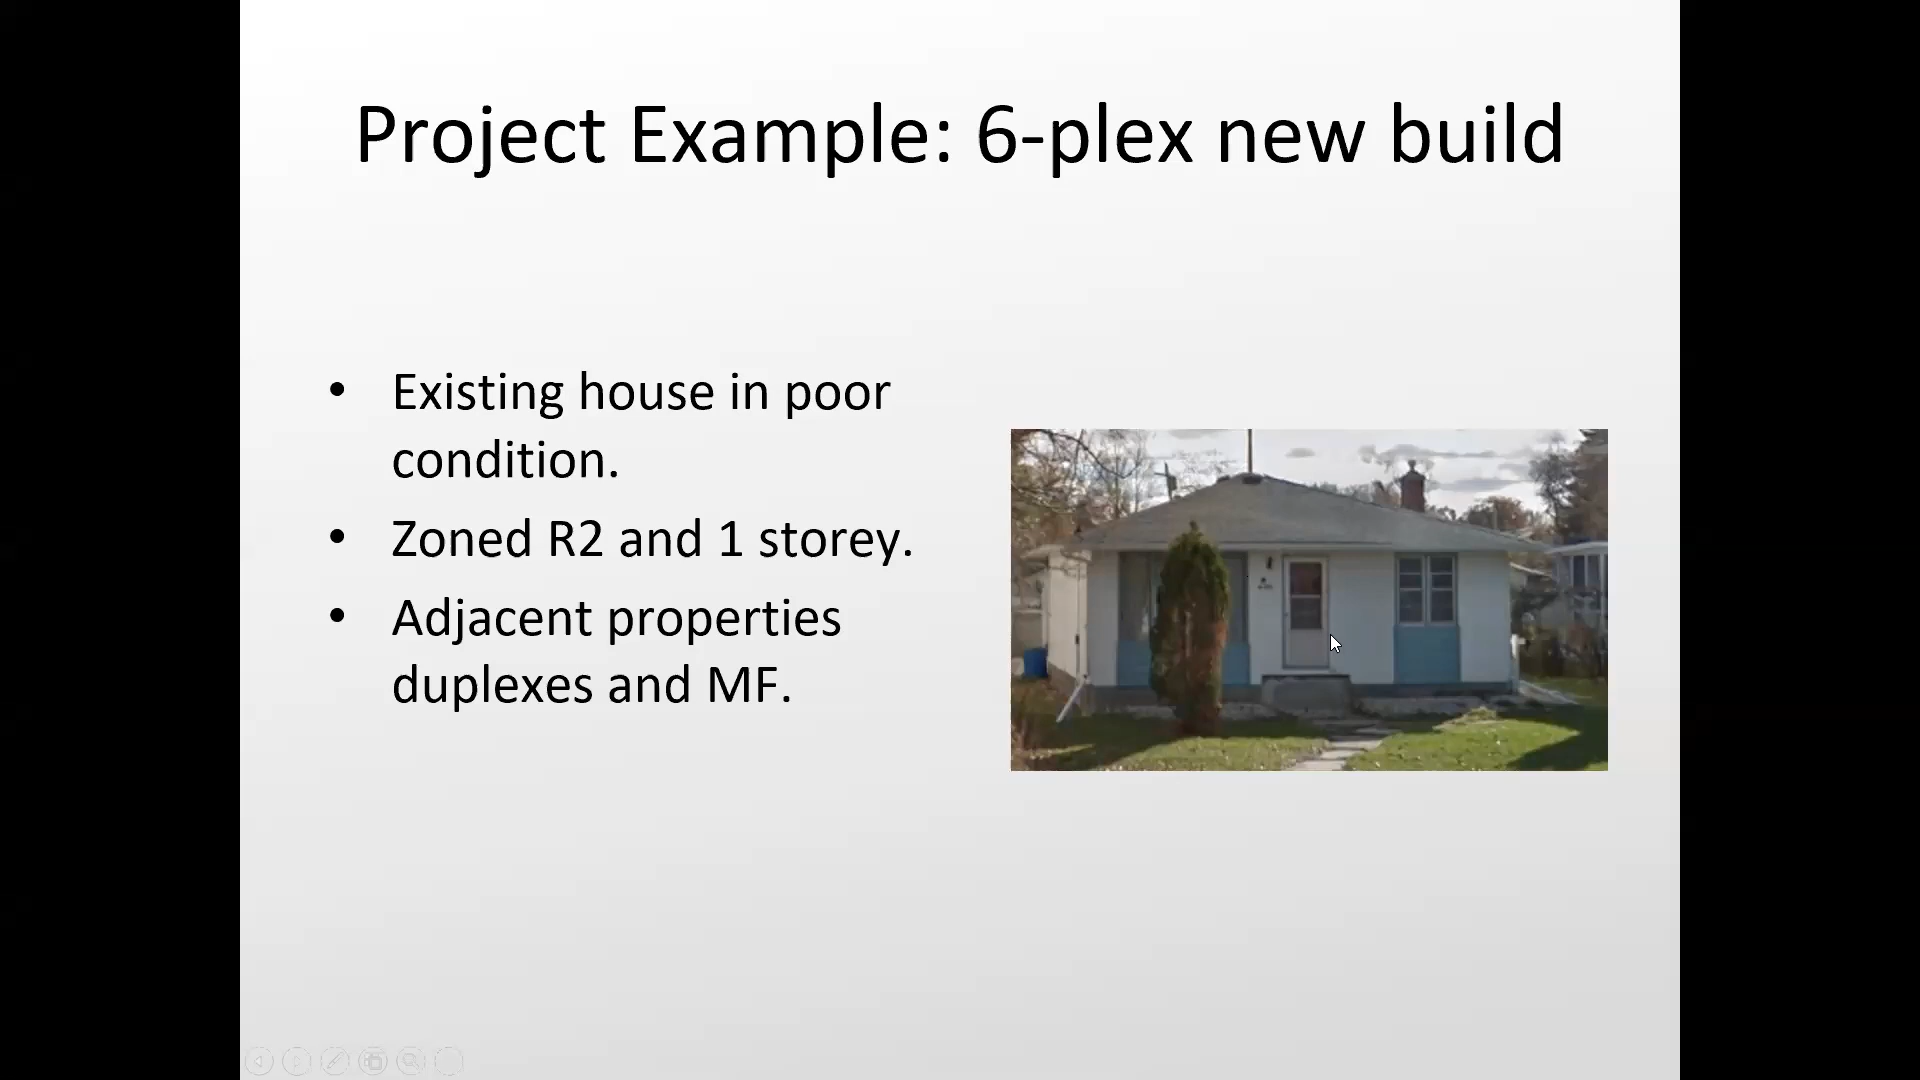 Project Example: 6-plex new build
• Existing house in poor
condition.
• Zoned R2 and 1 storey.
• Adjacent properties
duplexes and MF.